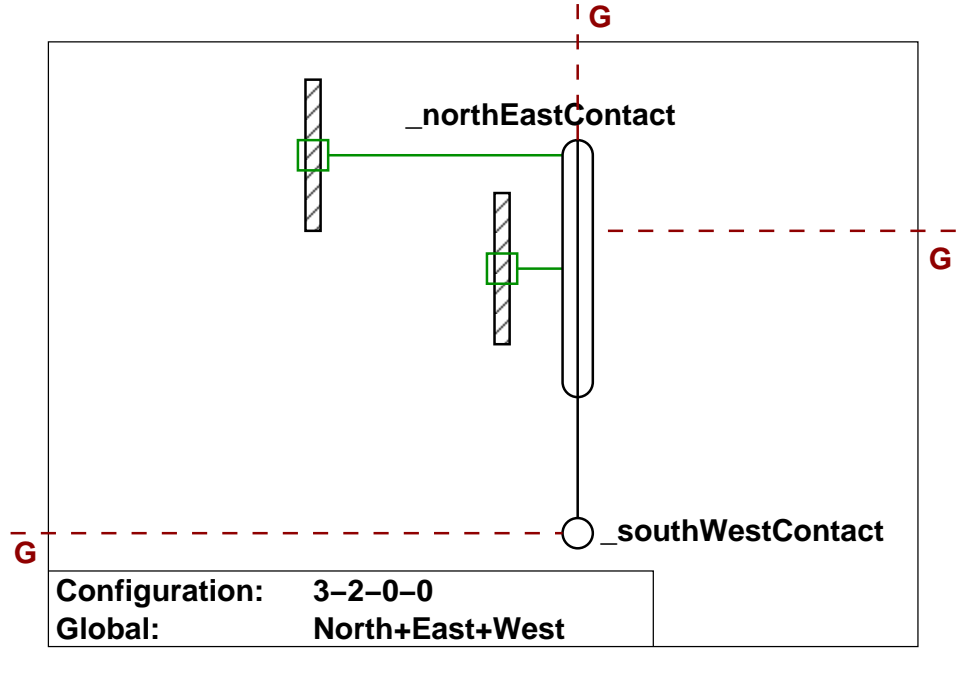 G
_northEastContact
G
_southWestContact
G
Configuration: 3–2–0–0
Global: North+East+West